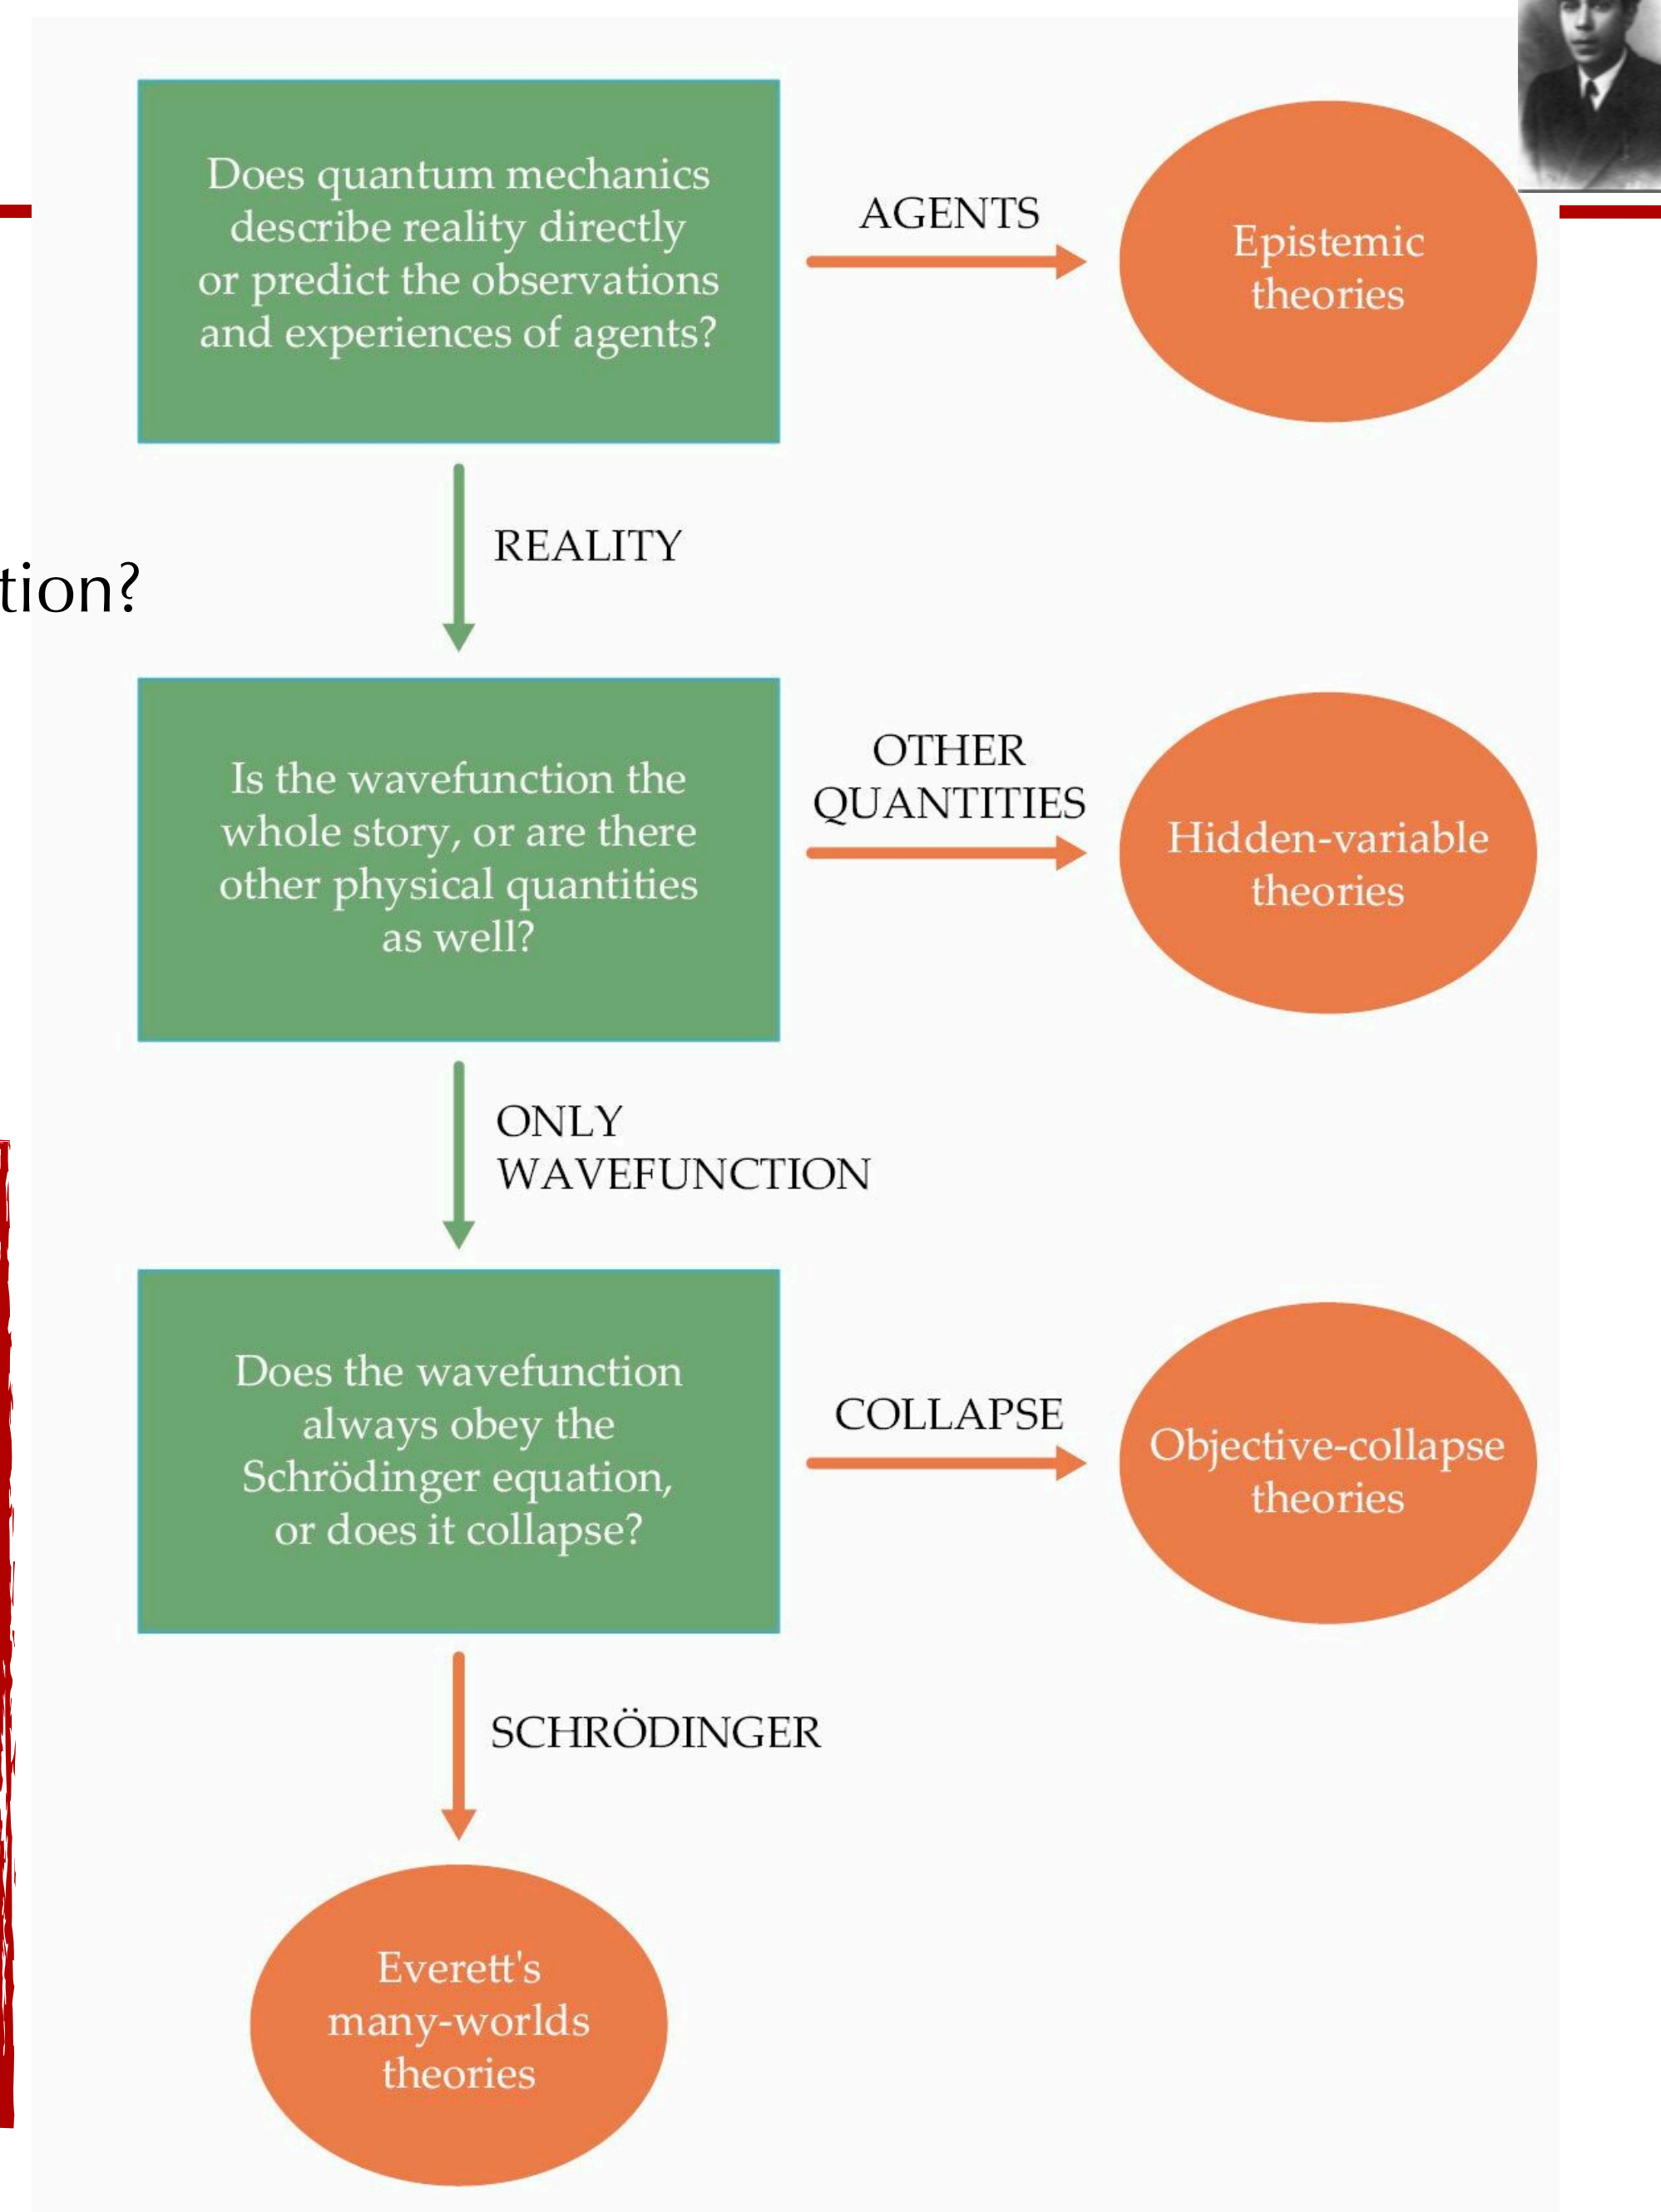 Does quantum mechanics
describe reality directly
or predict the observations
and experiences of agents?
AGENTS
Epistemic
theories
REALITY
tion?
Is the wavefunction the
whole story, or are there
other physical quantities
as well?
OTHER
QUANTITIES
Hidden-variable
theories
ONLY
WAVEFUNCTION
Does the wavefunction
always obey the
Schrödinger equation,
or does it collapse?
COLLAPSE
Objective-collapse
theories
SCHRÖDINGER
Everett's
many-worlds
theories